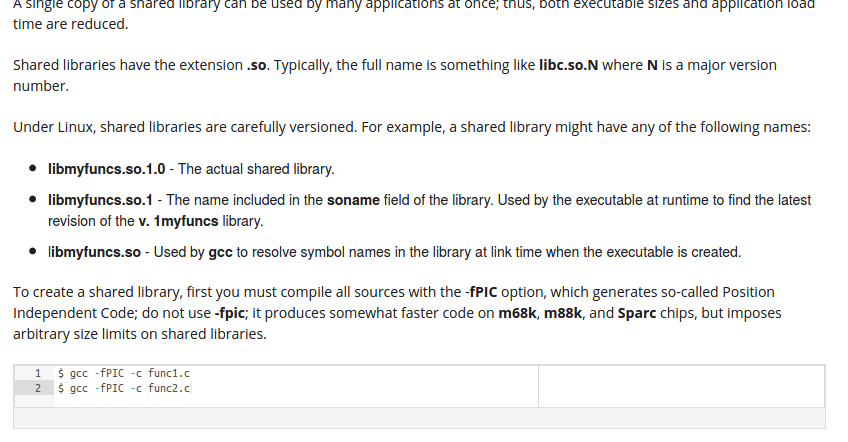 A single copy of a shared library can be used by many applications at once; thus, both executable sizes and application load
time are reduced.
Shared libraries have the extension .so. Typically, the full name is something like libc.so.N where N is a major version
number.
Under Linux, shared libraries are carefully versioned. For example, a shared library might have any of the following names:
• libmyfuncs.so.1.0 - The actual shared library.
• libmyfuncs.so.1 - The name included in the soname field of the library. Used by the executable at runtime to find the latest
revision of the v. 1myfuncs library.
• libmyfuncs.so - Used by gcc to resolve symbol names in the library at link time when the executable is created.
To create a shared library, first you must compile all sources with the -fPIC option, which generates so-called Position
Independent Code; do not use -fpic; it produces somewhat faster code on m68k, m88k, and Sparc chips, but imposes
arbitrary size limits on shared libraries.
1 $ gcc -fPIC -c func1.c
2 $ gcc -fPIC -c func2.c